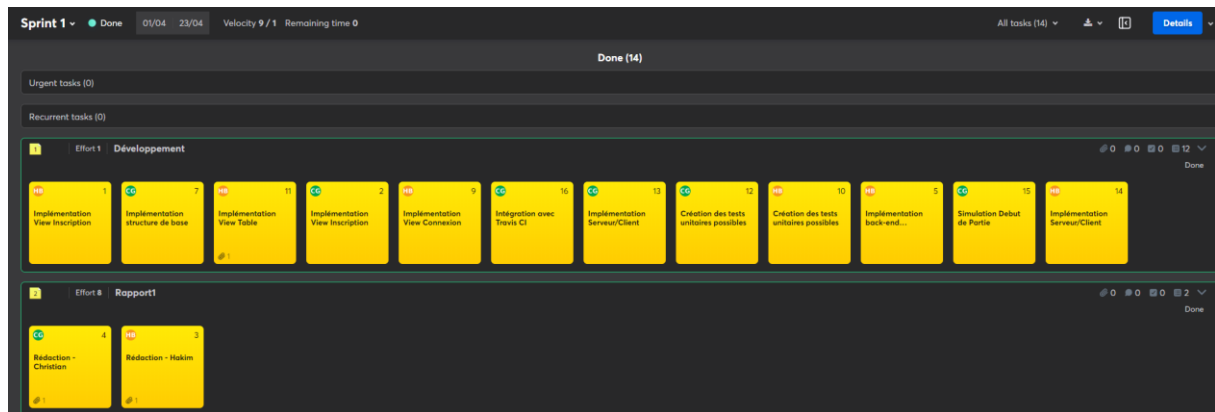 Sprint 1 Done 01/04 23/04 Velocity 9 / 1 Remaining time 0 All tasks (14) Details
Done (14)
Urgent tasks (0)
Recurrent tasks (0)
1 Effort 1 Développement 0 0 0 12
Done
HB 1
Implémentation
View Inscription
CG 7
Implémentation
structure de base
HB 11
Implémentation
View Table
1
CG 2
Implémentation
View Inscription
HB 9
Implémentation
View Connexion
CG 16
Intégration avec
Travis CI
CG 13
Implémentation
Serveur/Client
CG 12
Création des tests
unitaires possibles
HB 10
Création des tests
unitaires possibles
HB 5
Implémentation
back-end...
CG 15
Simulation Debut
de Partie
HB 14
Implémentation
Serveur/Client
2 Effort 8 Rapport1 0 0 0 2
Done
CG 4
Rédaction -
Christian
1
HB 3
Rédaction - Hakim
1